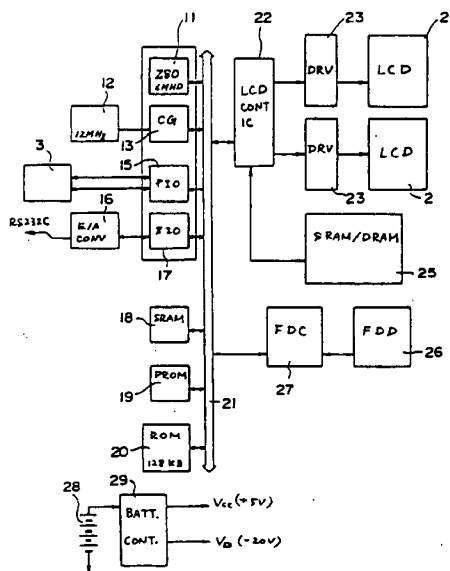 11
22
23
2
Z80
6MHD
LCD
CONT
IC
DRV
LCD
12
12MHz
CG
13
3
15
PIO
DRV
LCD
23
2
RS232C
16
E/A
CONV
SIO
17
SRAM/DRAM
25
18
SRAM
FDC
FDD
19
PROM
27
26
21
20
ROM
128KB
28
29
BATT.
CONT.
Vcc (+5V)
VD (-20V)